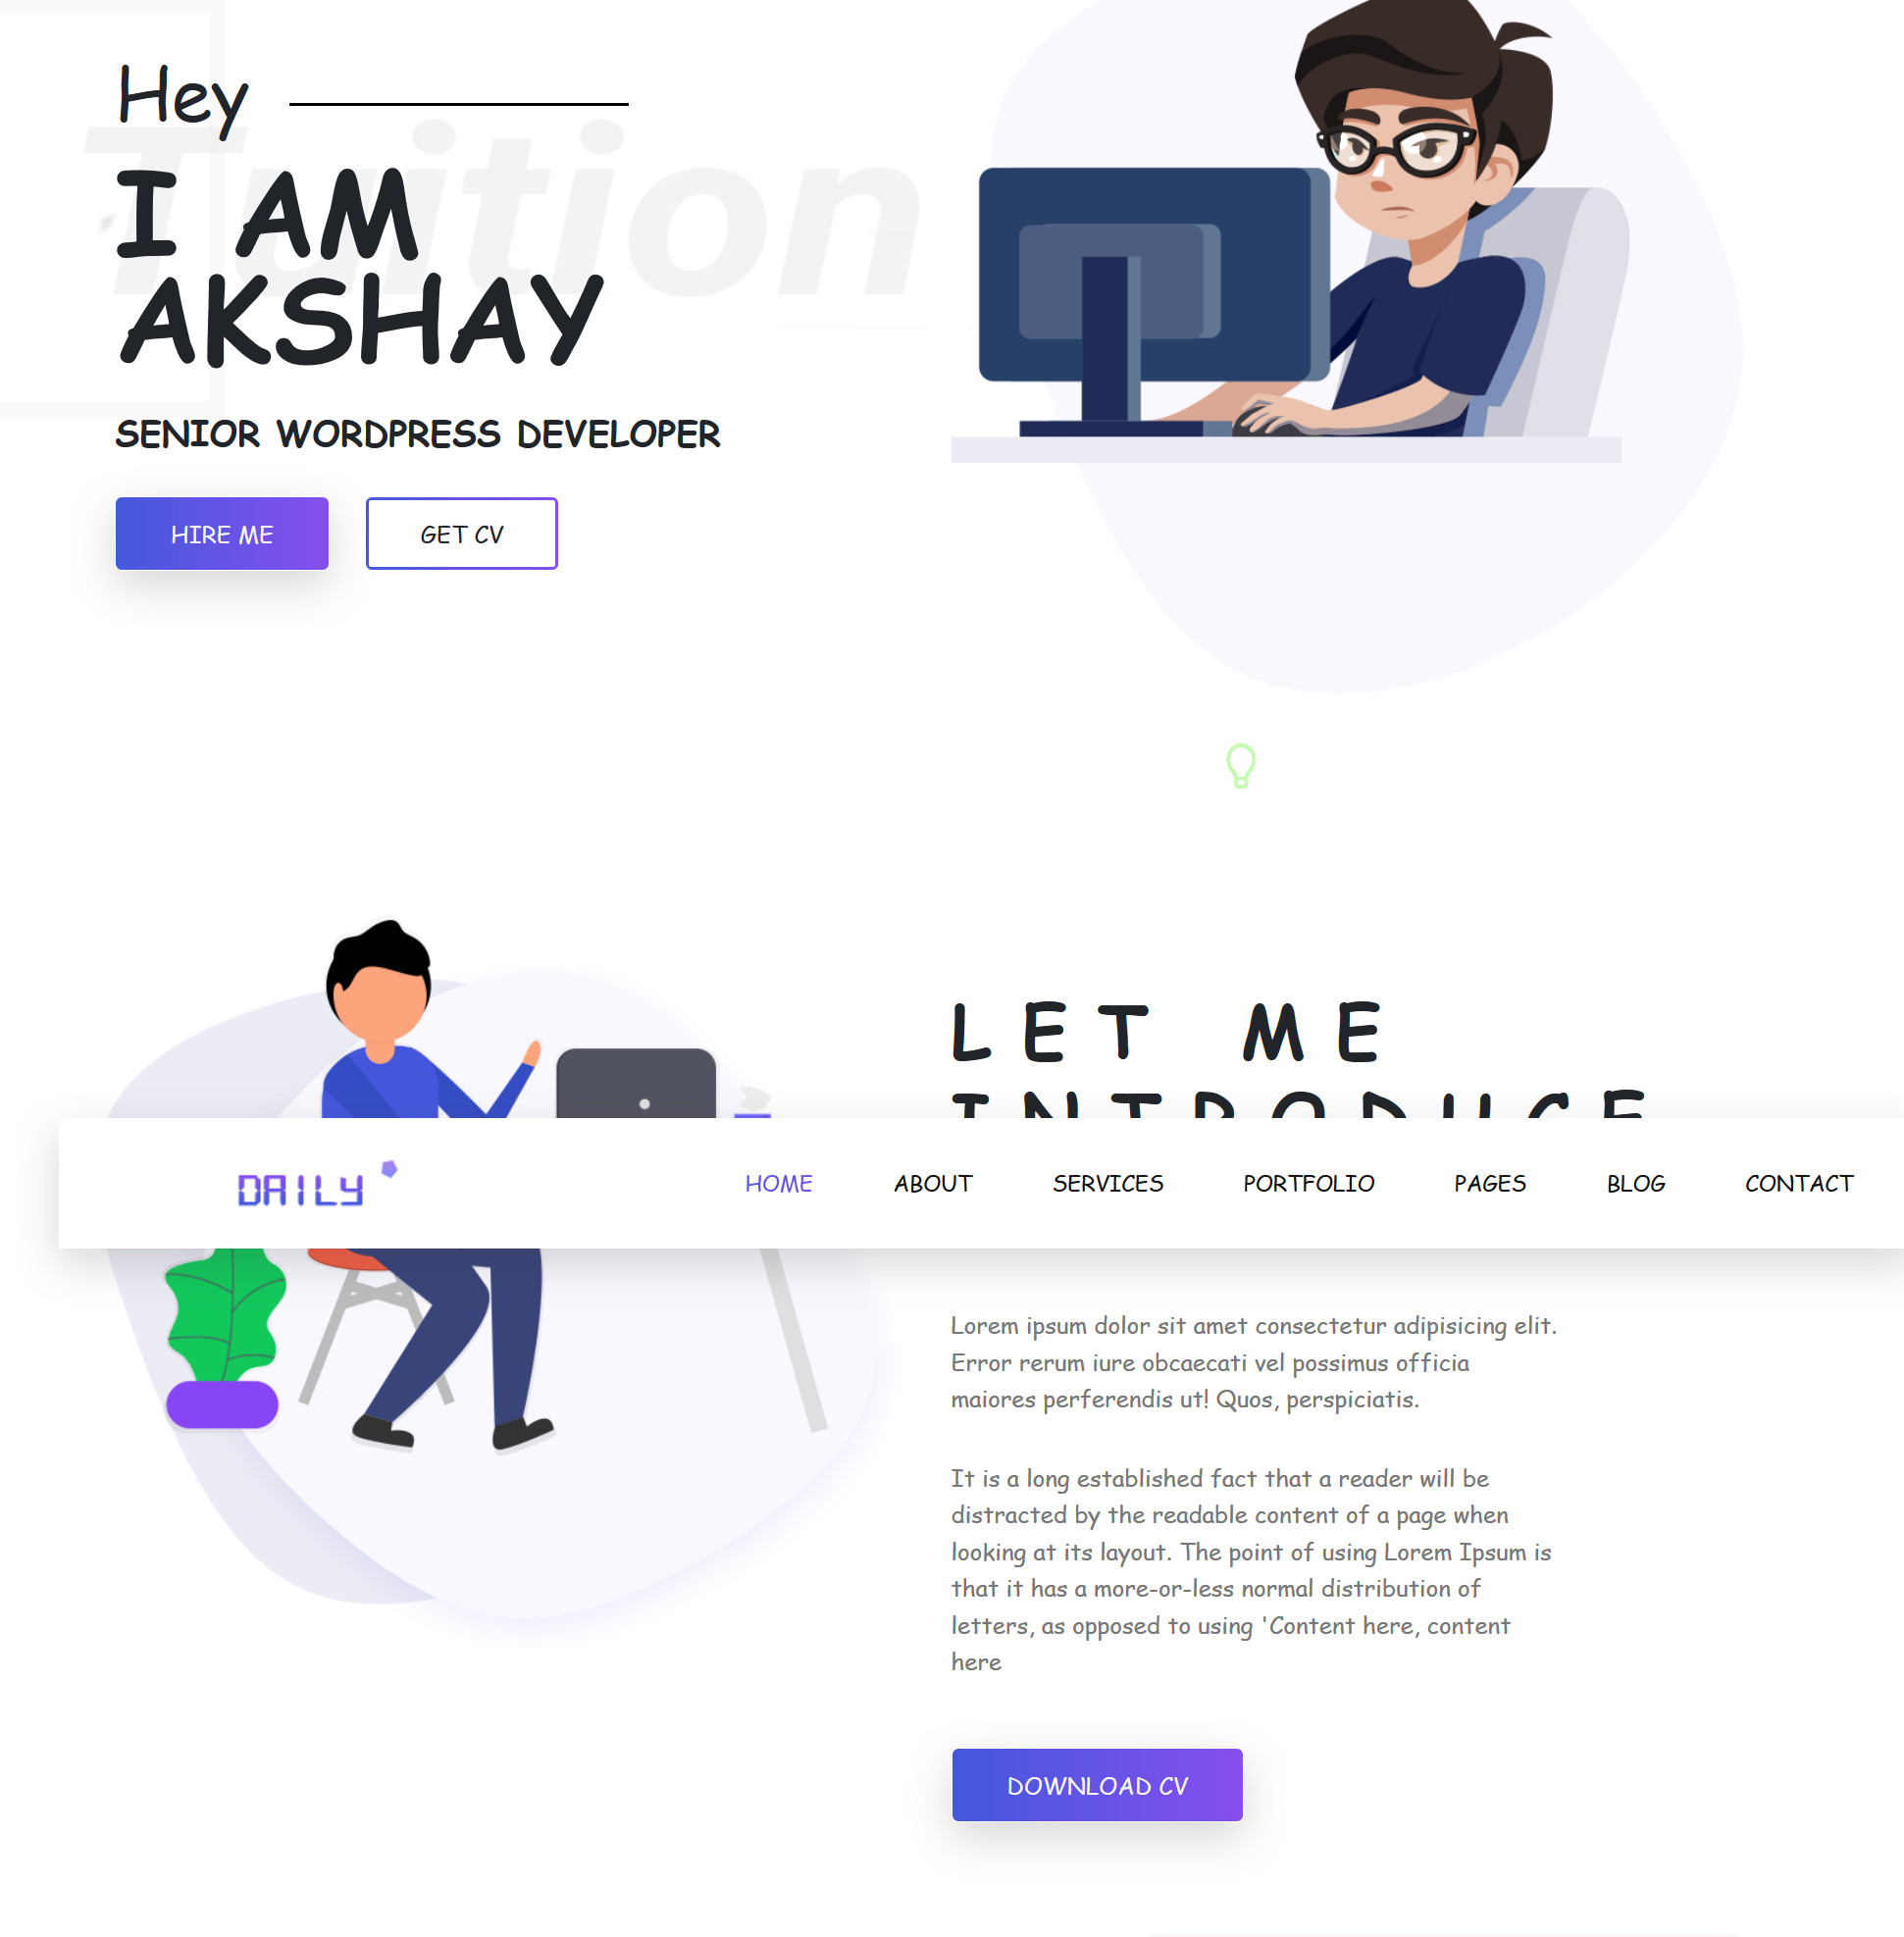 Hey
Tuition
I AM
AKSHAY
SENIOR WORDPRESS DEVELOPER
HIRE ME
GET CV
LET ME
INTRODUCE
DAILY
HOME
ABOUT
SERVICES
PORTFOLIO
PAGES
BLOG
CONTACT
Lorem ipsum dolor sit amet consectetur adipisicing elit.
Error rerum iure obcaecati vel possimus officia
maiores perferendis ut! Quos, perspiciatis.
It is a long established fact that a reader will be
distracted by the readable content of a page when
looking at its layout. The point of using Lorem Ipsum is
that it has a more-or-less normal distribution of
letters, as opposed to using 'Content here, content
here
DOWNLOAD CV